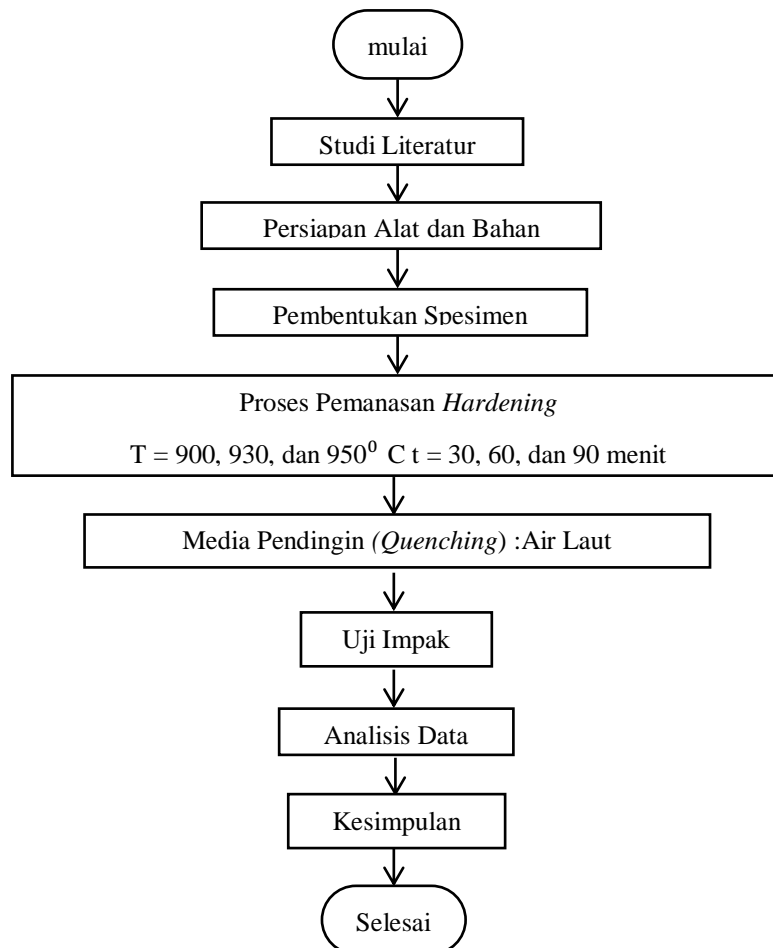 mulai
Studi Literatur
Persiapan Alat dan Bahan
Pembentukan Spesimen
Proses Pemanasan Hardening
T = 900, 930, dan 950⁰ C t = 30, 60, dan 90 menit
Media Pendingin (Quenching) :Air Laut
Uji Impak
Analisis Data
Kesimpulan
Selesai